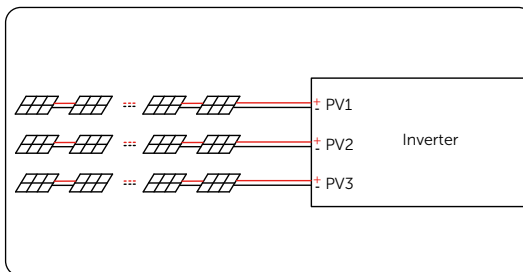 + PV1
-
Inverter
+ PV2
-
+ PV3
-